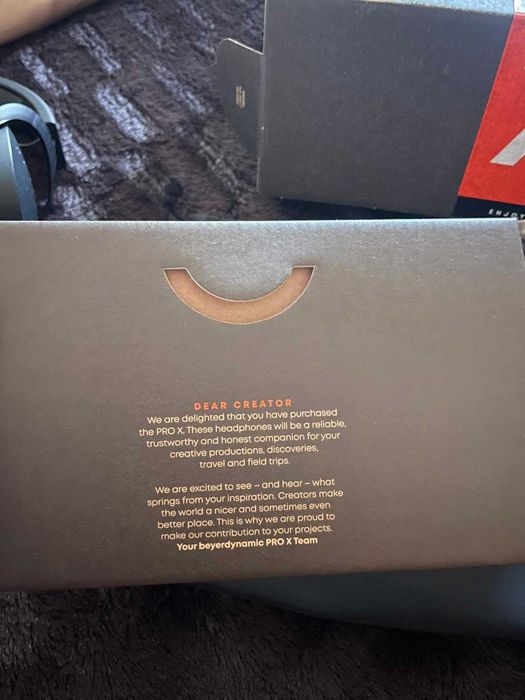 ENJOY
DEAR CREATOR
We are delighted that you have purchased
the PRO X. These headphones will be a reliable,
trustworthy and honest companion for your
creative productions, discoveries,
travel and field trips.
We are excited to see – and hear – what
springs from your inspiration. Creators make
the world a nicer and sometimes even
better place. This is why we are proud to
make our contribution to your projects.
Your beyerdynamic PRO X Team